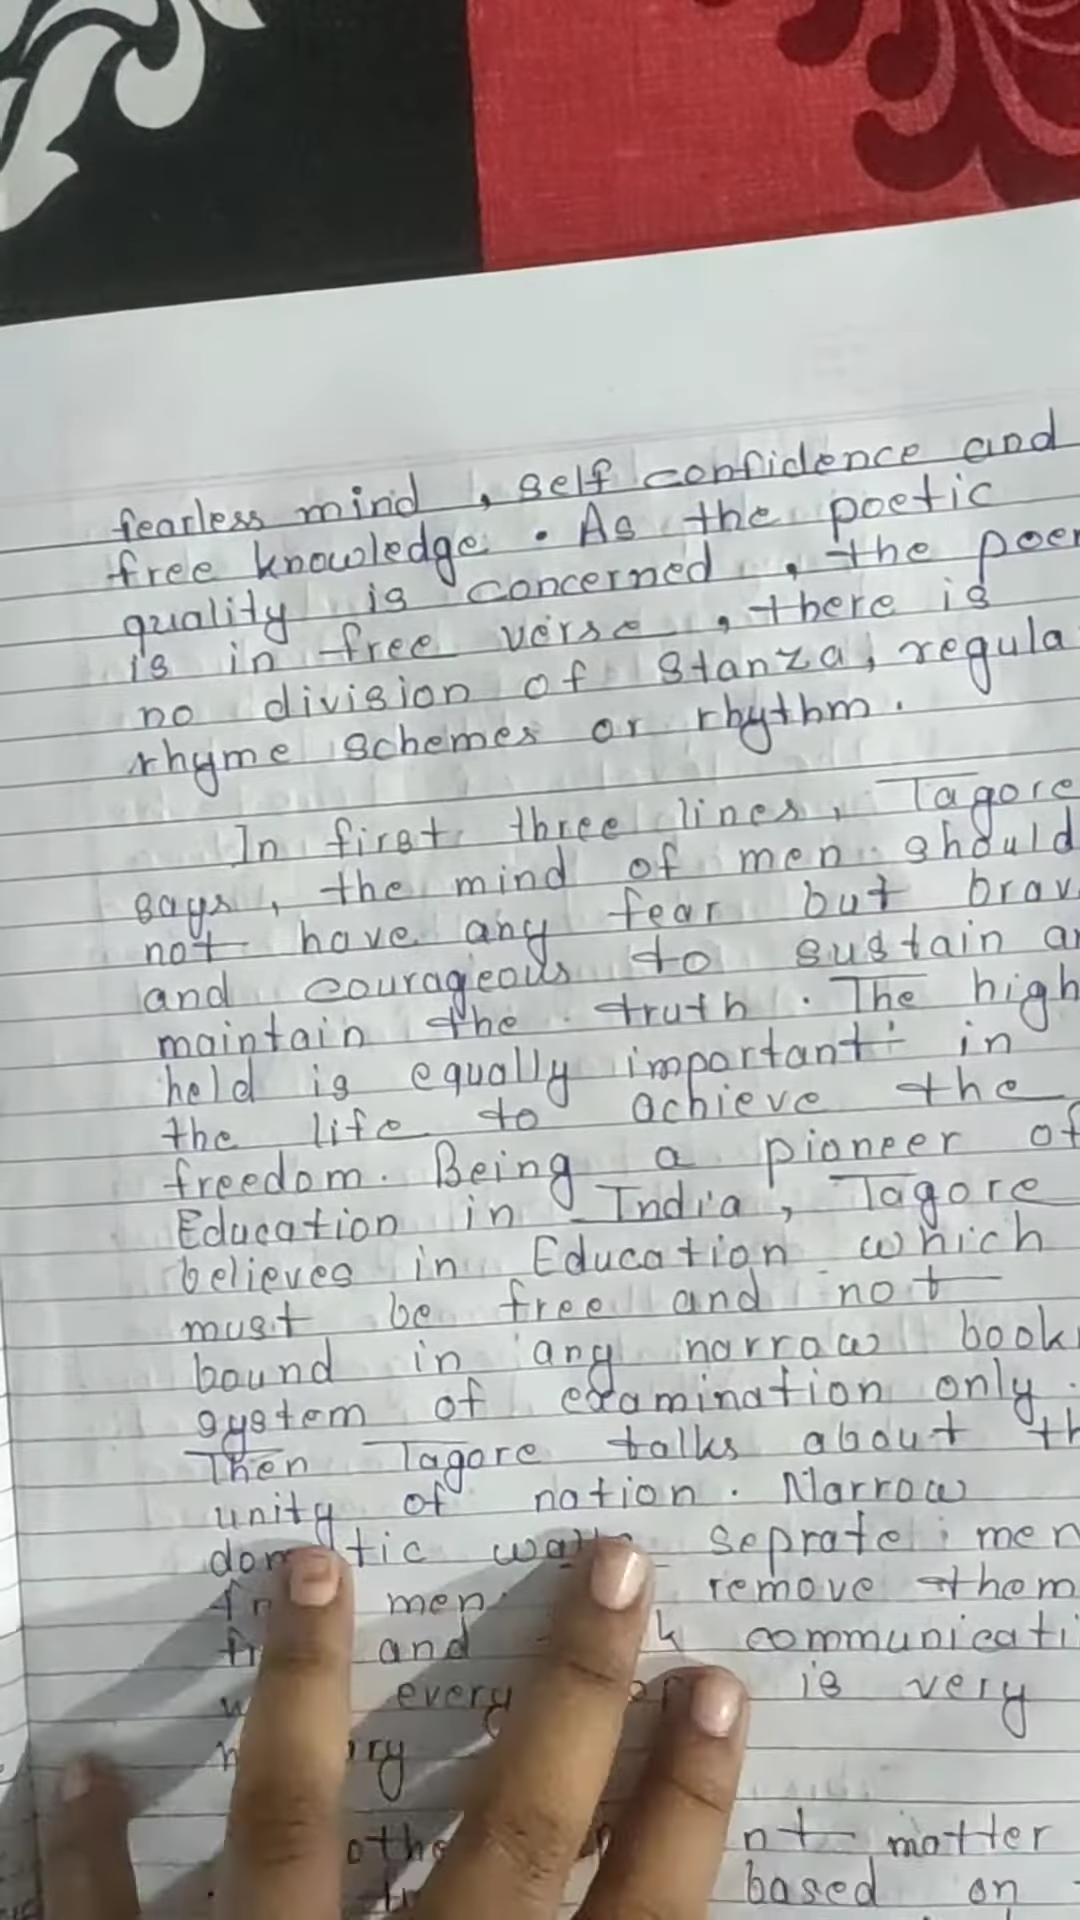 fearless mind , self confidence and
free knowledge . As the poetic
quality is concerned , the poem
is in free verse , there is
no division of stanza, regula
rhyme schemes or rhythm .
In first three lines , Tagore
says , the mind of men should
not have any fear but brav
and courageous to sustain an
maintain the truth . The high
held is equally important in
the life to achieve the
freedom. Being a pioneer of
Education in India , Tagore
believes in Education which
must be free and not
bound in any narrow book
system of examination only .
Then Tagore talks about th
unity of nation . Narrow
seprate men
men remove them
and communicati
every is very
nt matter
based on